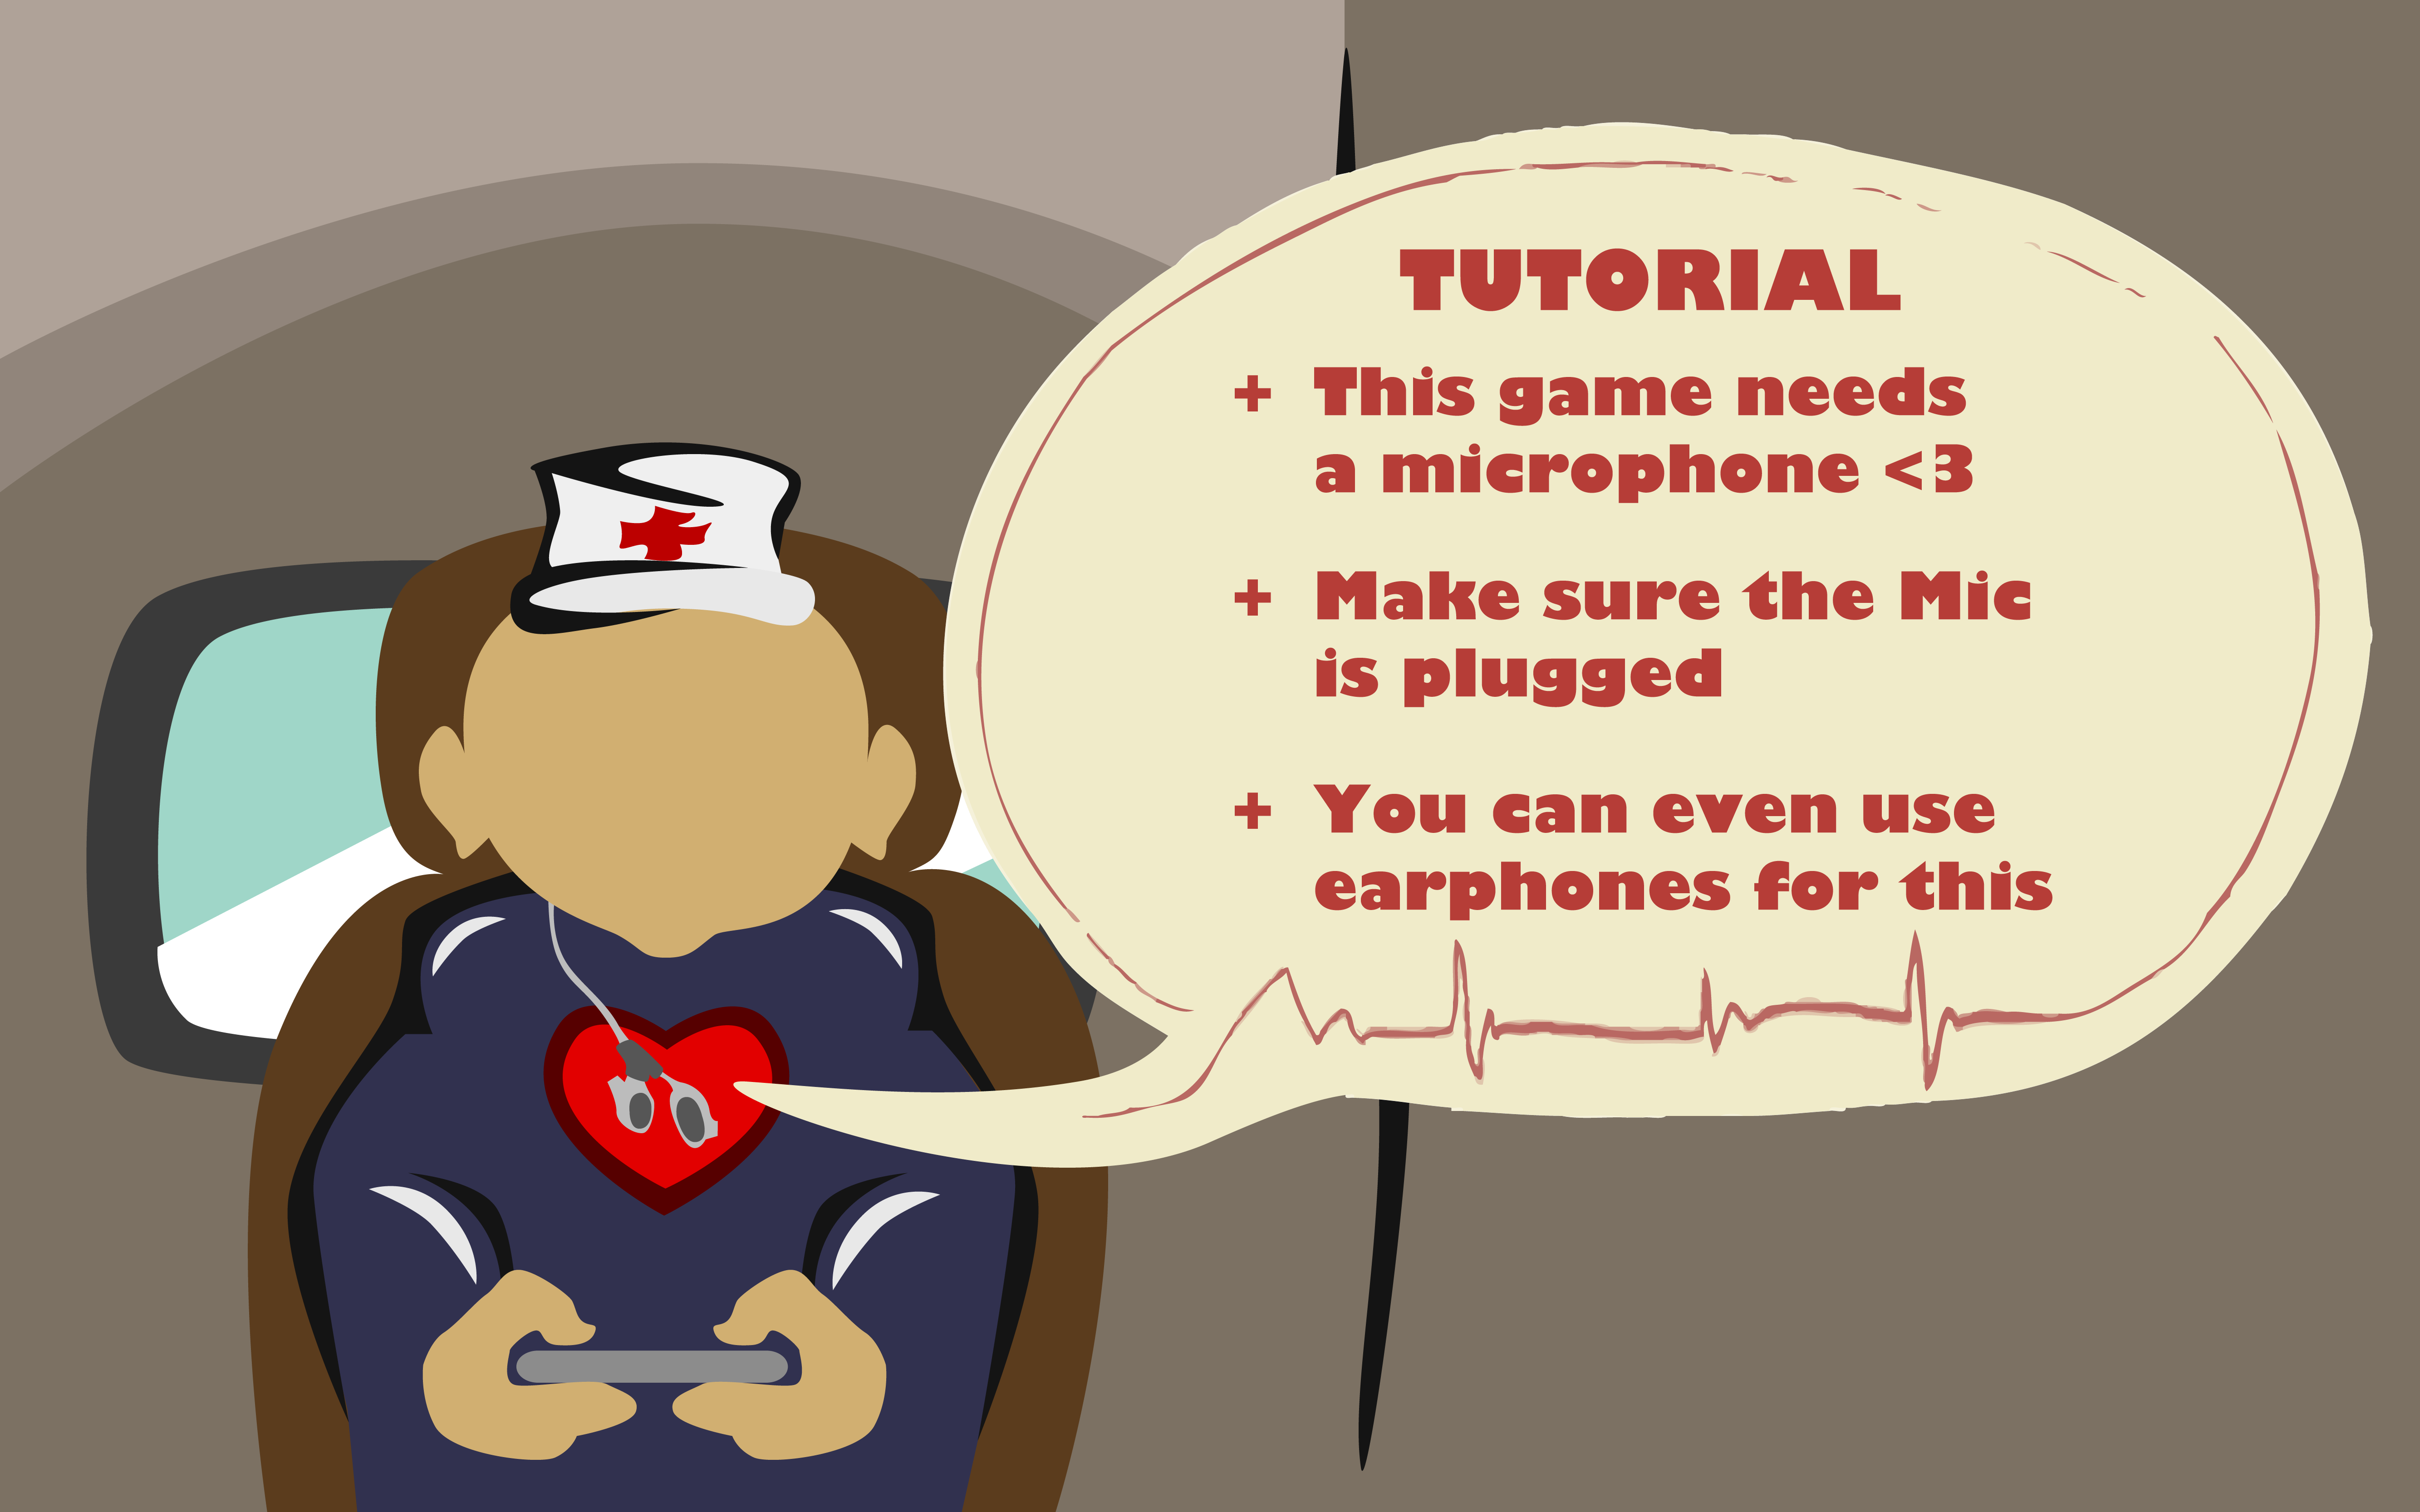 TUTORIAL
+ This game needs
a microphone <3
+ Make sure the Mic
is plugged
+ You can even use
earphones for this